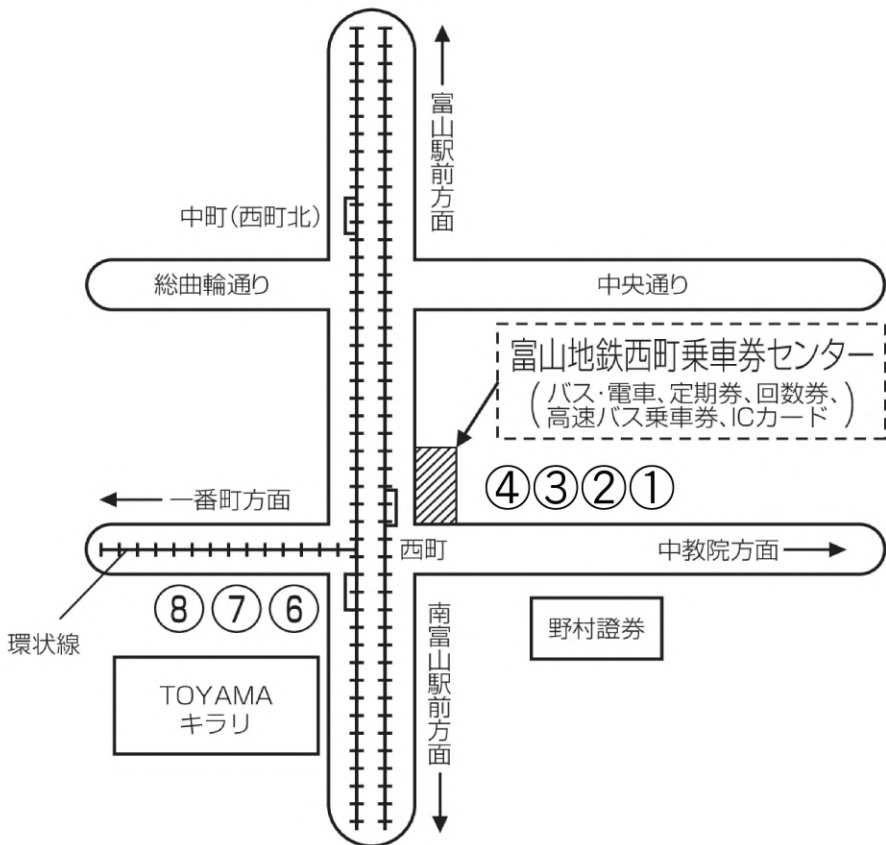 富山駅前方面
中町(西町北)
総曲輪通り
中央通り
富山地鉄西町乗車券センター
(バス・電車、定期券、回数券、
高速バス乗車券、ICカード)
④③②①
一番町方面
西町
中教院方面
⑧⑦⑥
環状線
南富山駅前方面
野村證券
TOYAMA
キラリ